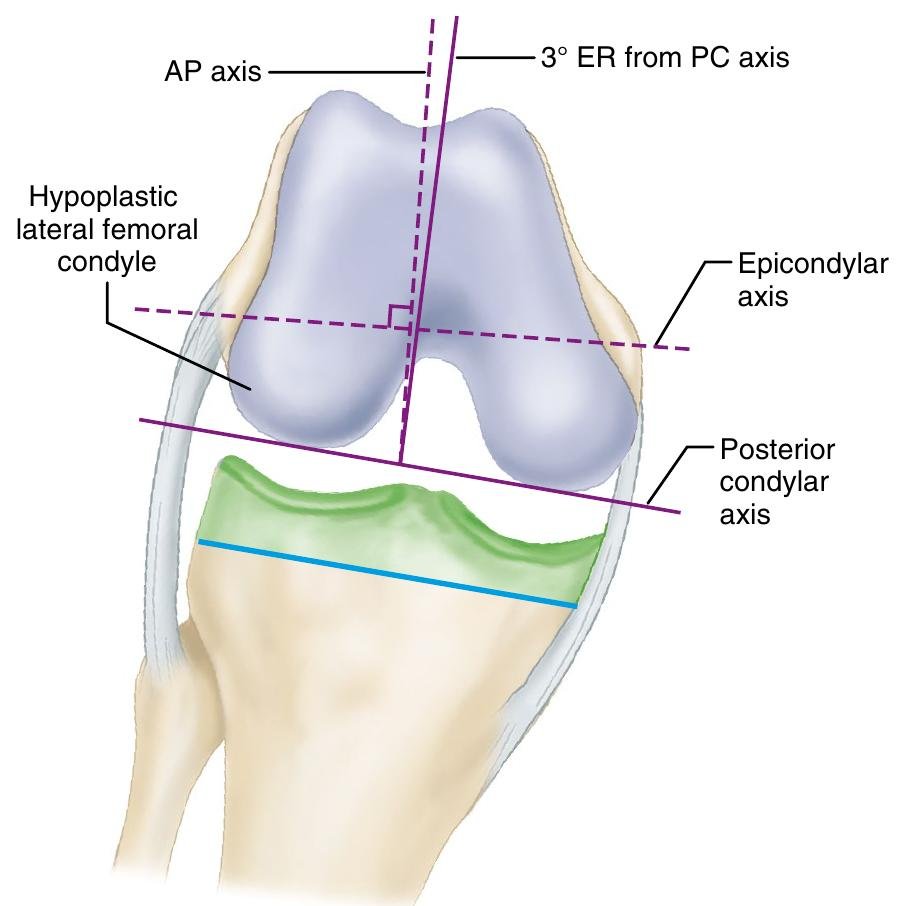 AP axis
3° ER from PC axis
Hypoplastic
lateral femoral
condyle
Epicondylar
axis
Posterior
condylar
axis